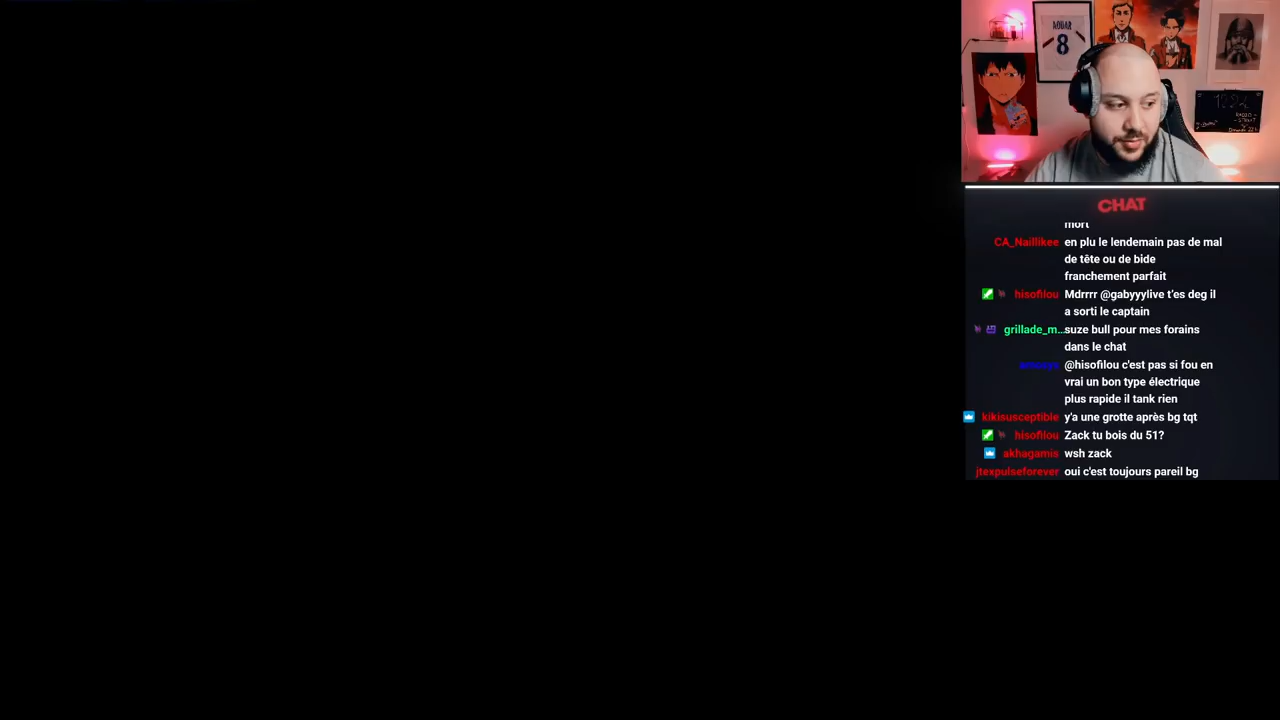 NOBAR
8
CHAT
mort
CA_Naillikee en plu le lendemain pas de mal
de tête ou de bide
franchement parfait
hisofilou Mdrrrr @gabyyylive t'es deg il
a sorti le captain
grillade_m... suze bull pour mes forains
dans le chat
@hisofilou c'est pas si fou en
vrai un bon type électrique
plus rapide il tank rien
kikisusceptible y'a une grotte après bg tqt
hisofilou Zack tu bois du 51?
akhagamis wsh zack
jtexpulseforever oui c'est toujours pareil bg